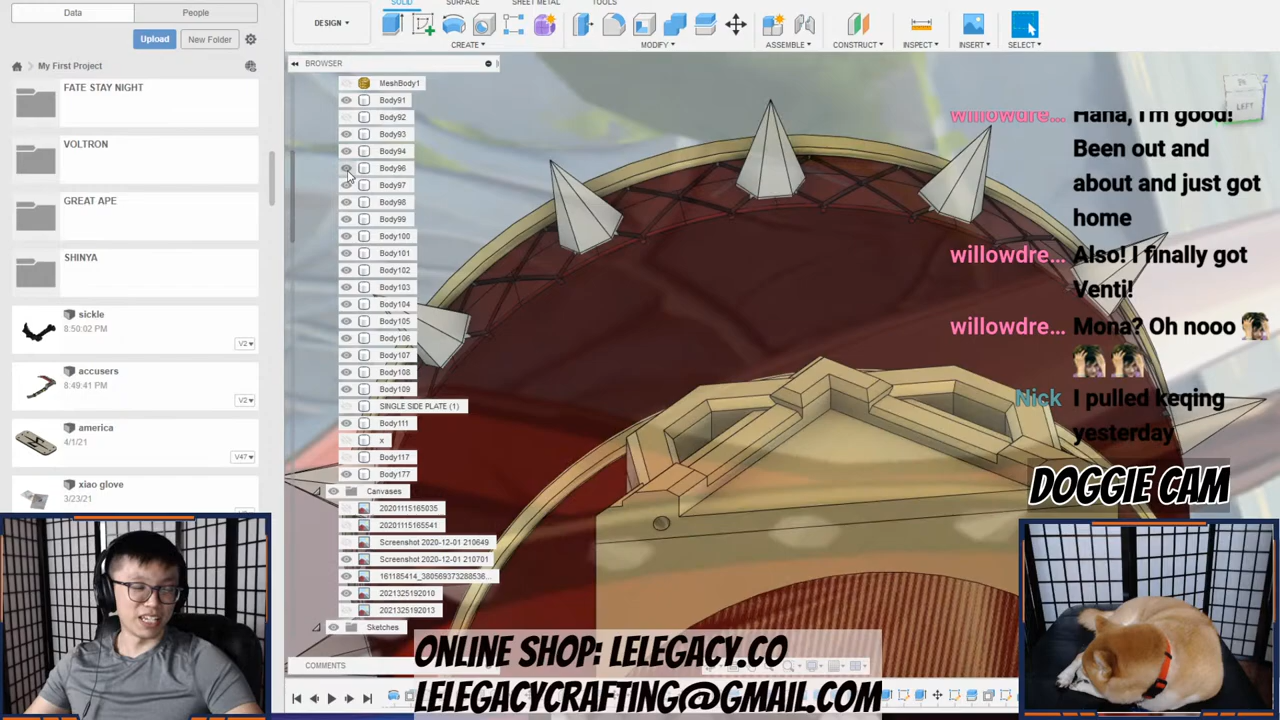 Data
People
DESIGN
SOLID
SURFACE
SHEET METAL
TOOLS
CREATE
MODIFY
ASSEMBLE
CONSTRUCT
INSPECT
INSERT
SELECT
Upload
New Folder
My First Project
FATE STAY NIGHT
VOLTRON
GREAT APE
SHINYA
sickle
8:50:02 PM
V2
accusers
8:49:41 PM
V2
america
4/1/21
V47
xiao glove
3/23/21
BROWSER
MeshBody1
Body91
Body92
Body93
Body94
Body96
Body97
Body98
Body99
Body100
Body101
Body102
Body103
Body104
Body105
Body106
Body107
Body108
Body109
SINGLE SIDE PLATE (1)
Body111
x
Body117
Body177
Canvases
20201115165035
20201115165541
Screenshot 2020-12-01 210649
Screenshot 2020-12-01 210701
161185414_380569373288536...
2021325192010
2021325192013
Sketches
COMMENTS
LEFT
Z
willowdre... Haha, I'm good!
Been out and
about and just got
home
willowdre... Also! I finally got
Venti!
willowdre... Mona? Oh nooo
Nick I pulled keqing
yesterday
DOGGIE CAM
ONLINE SHOP: LELEGACY.CO
LELEGACYCRAFTING@GMAIL.COM